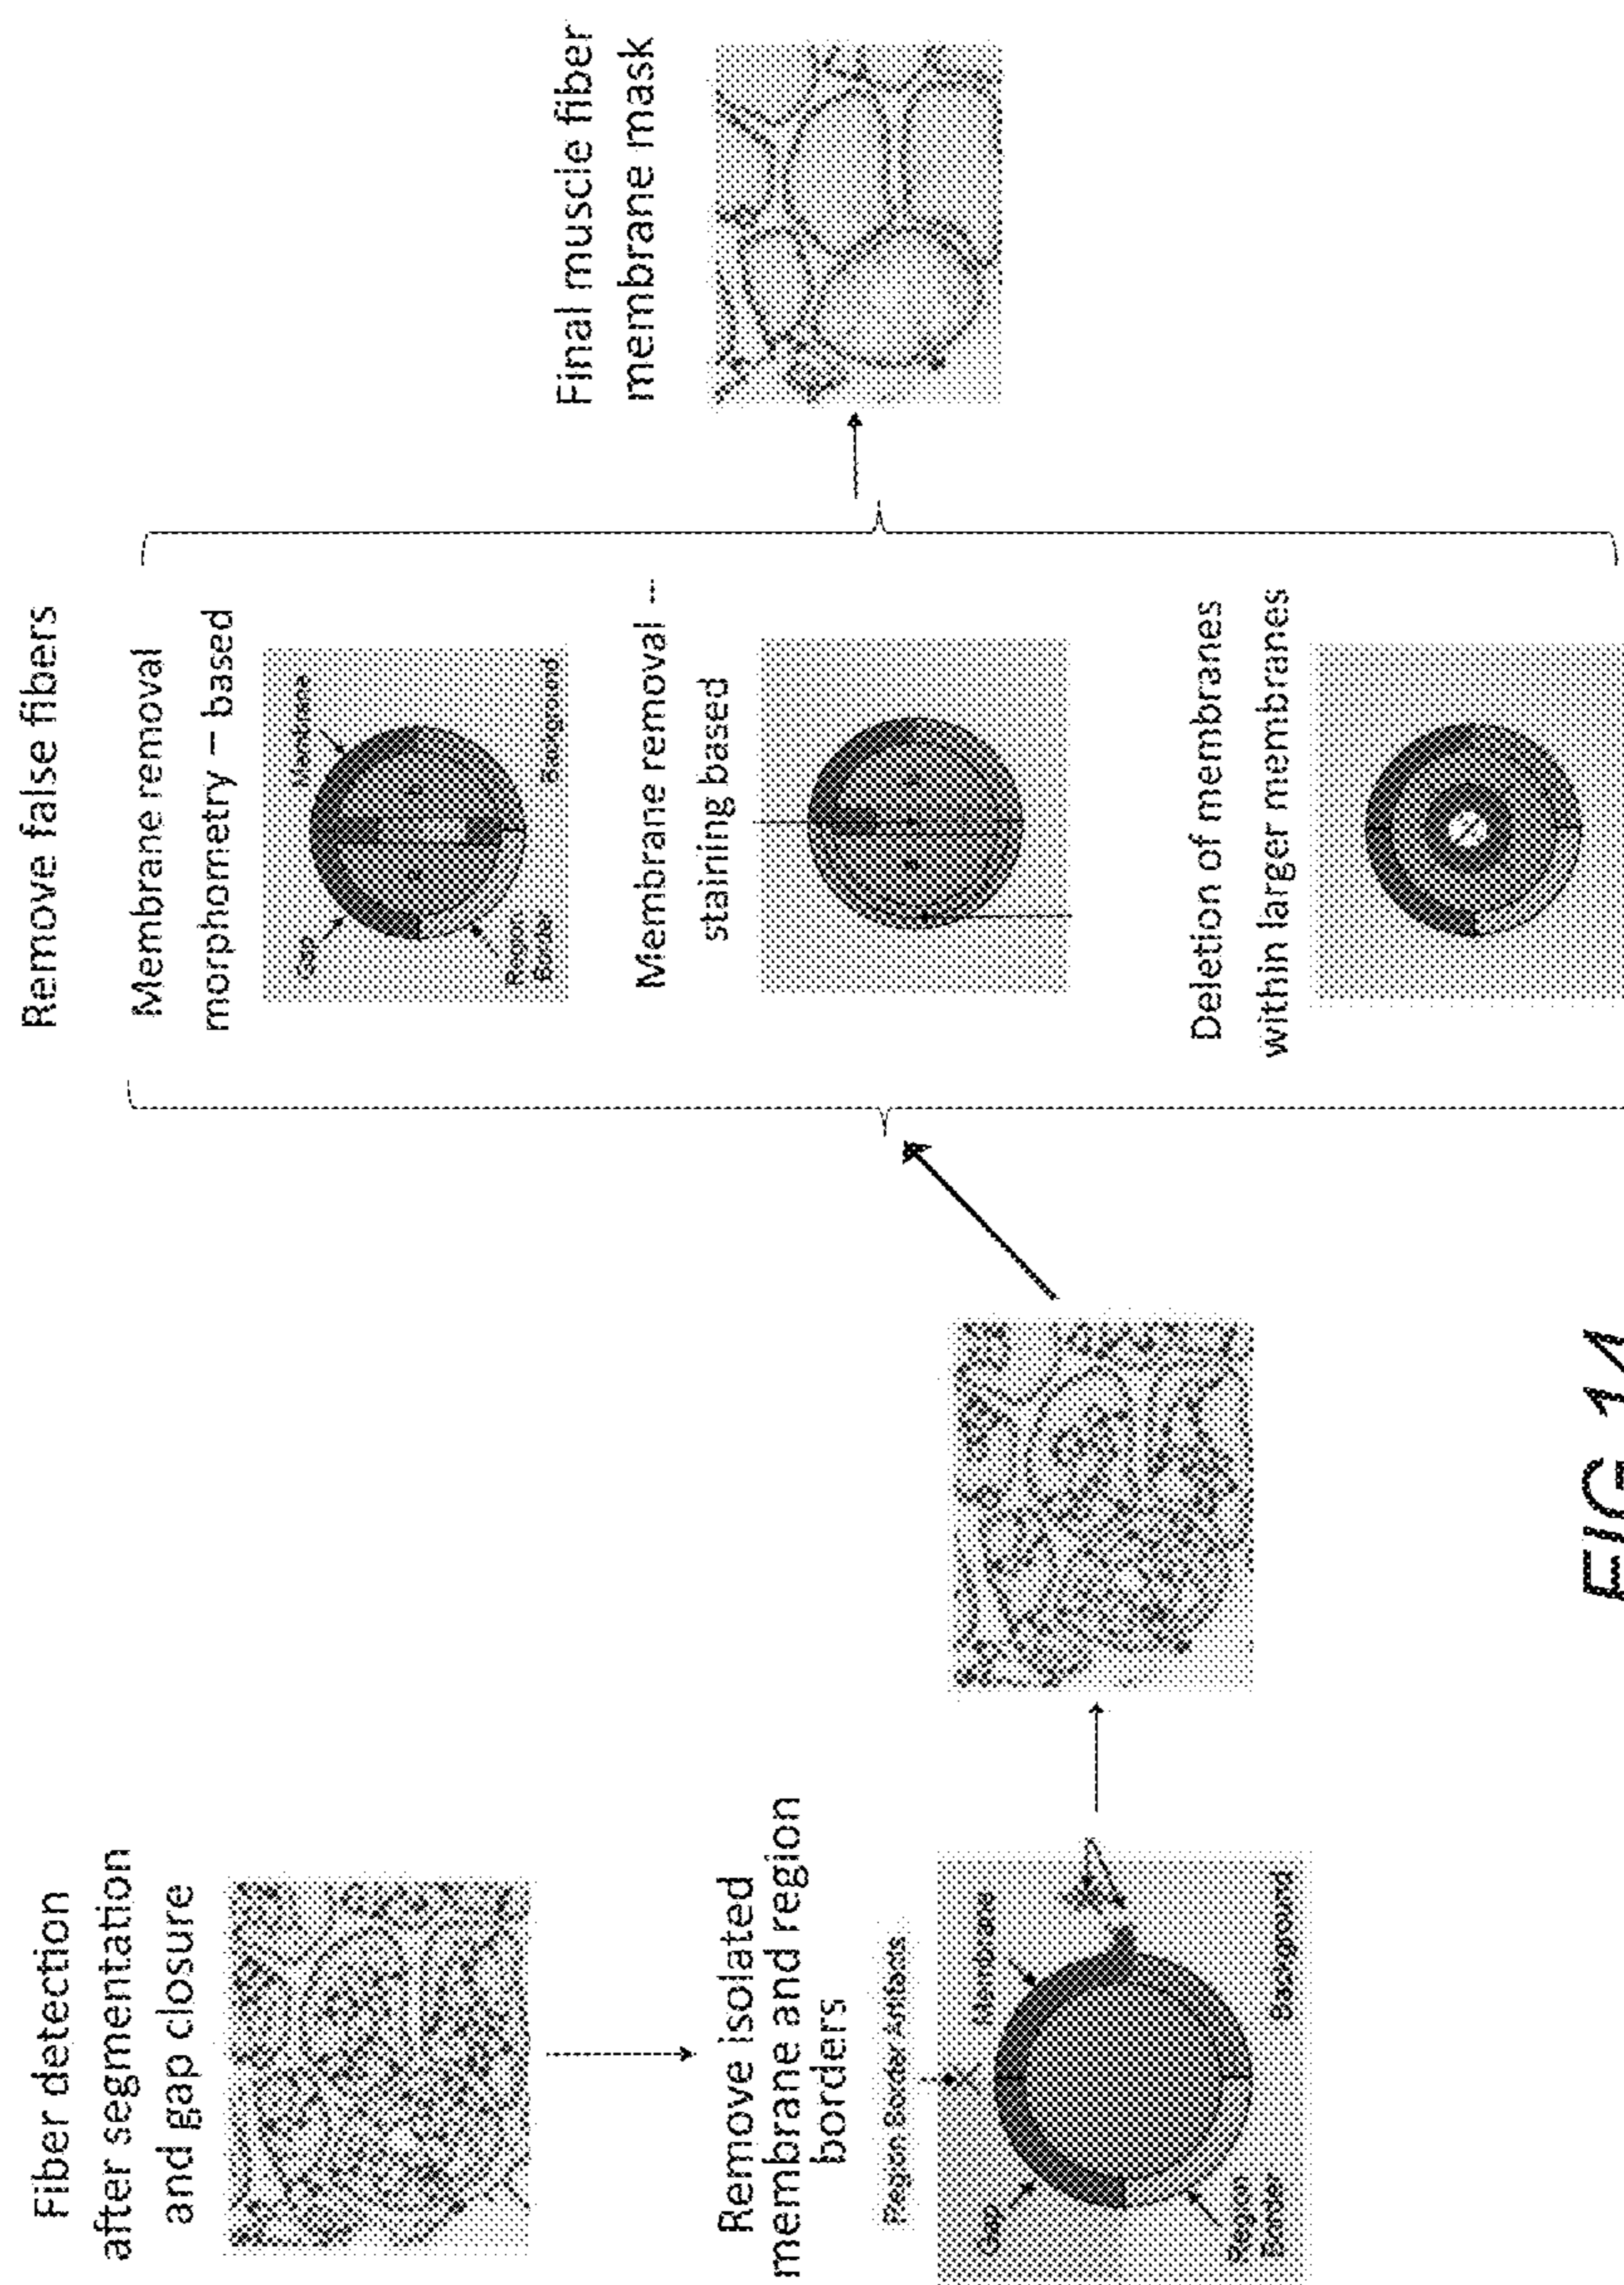 Fiber detection
after segmentation
and gap closure
Remove isolated
membrane and region
borders
Region Border Artifacts
Gap
Membrane
Region
Border
Background
Remove false fibers
Membrane removal
morphometry – based
Gap
Membrane
Region
Border
Background
Membrane removal --
staining based
Deletion of membranes
within larger membranes
Final muscle fiber
membrane mask
FIG. 14